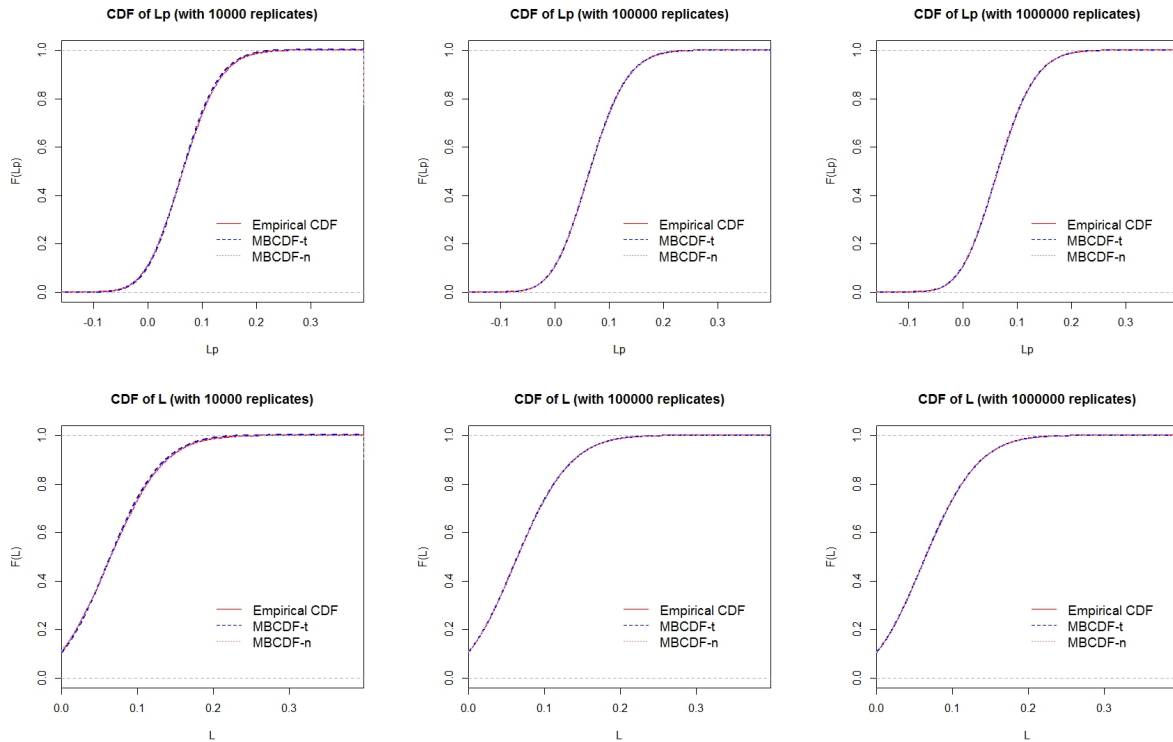 CDF of Lp (with 10000 replicates)
1.0
0.8
0.6
0.4
0.2
0.0
F(Lp)
Empirical CDF
MBCDF-t
MBCDF-n
-0.1 0.0 0.1 0.2 0.3
Lp
CDF of Lp (with 100000 replicates)
1.0
0.8
0.6
0.4
0.2
0.0
F(Lp)
Empirical CDF
MBCDF-t
MBCDF-n
-0.1 0.0 0.1 0.2 0.3
Lp
CDF of Lp (with 1000000 replicates)
1.0
0.8
0.6
0.4
0.2
0.0
F(Lp)
Empirical CDF
MBCDF-t
MBCDF-n
-0.1 0.0 0.1 0.2 0.3
Lp
CDF of L (with 10000 replicates)
1.0
0.8
0.6
0.4
0.2
0.0
F(L)
Empirical CDF
MBCDF-t
MBCDF-n
0.0 0.1 0.2 0.3
L
CDF of L (with 100000 replicates)
1.0
0.8
0.6
0.4
0.2
0.0
F(L)
Empirical CDF
MBCDF-t
MBCDF-n
0.0 0.1 0.2 0.3
L
CDF of L (with 1000000 replicates)
1.0
0.8
0.6
0.4
0.2
0.0
F(L)
Empirical CDF
MBCDF-t
MBCDF-n
0.0 0.1 0.2 0.3
L